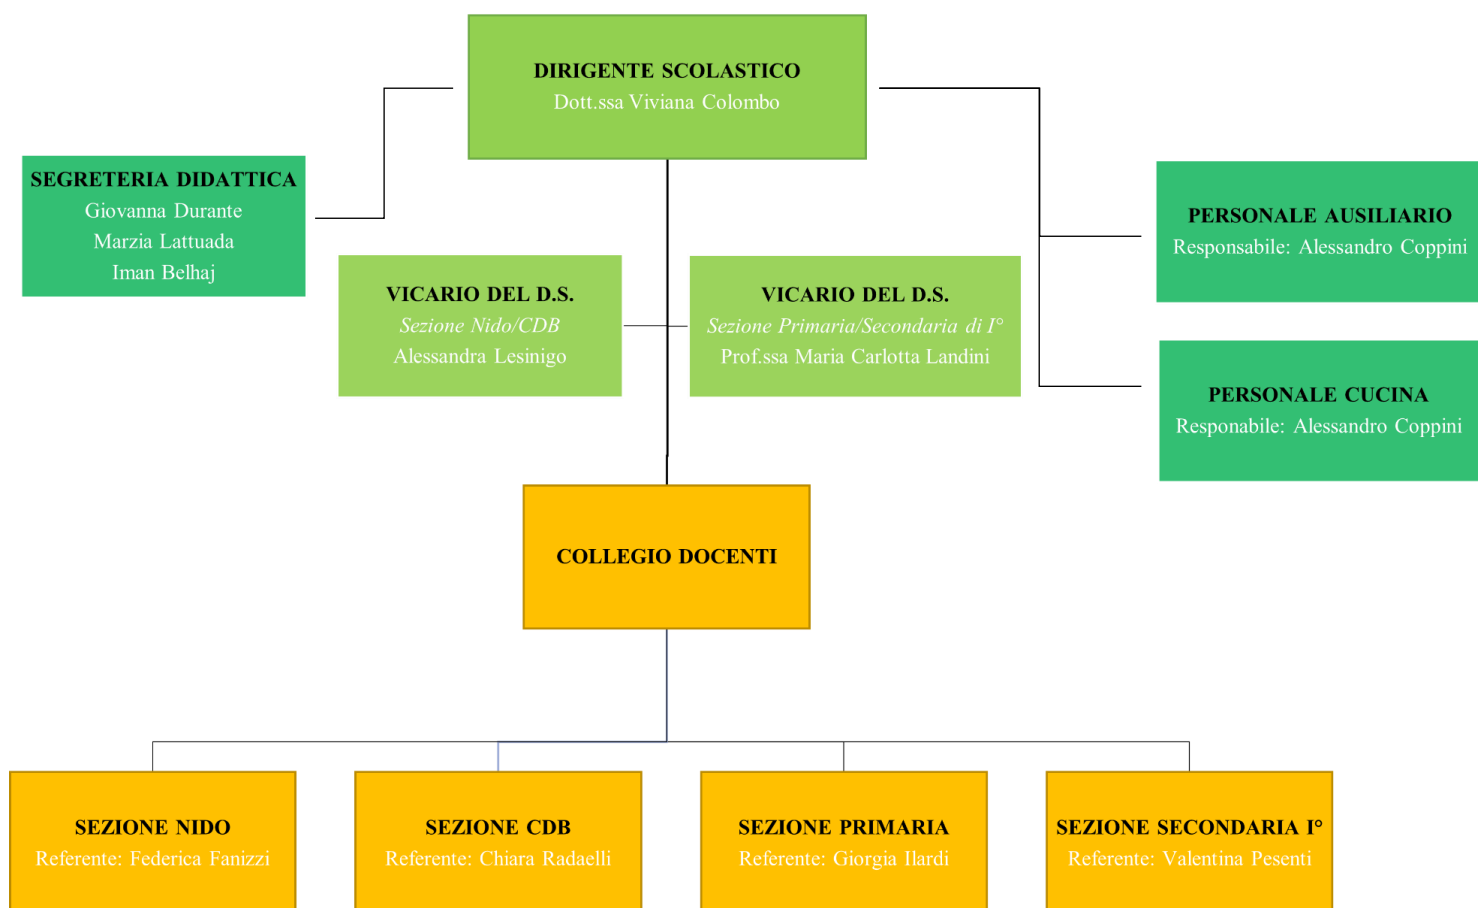 DIRIGENTE SCOLASTICO
Dott.ssa Viviana Colombo
SEGRETERIA DIDATTICA
Giovanna Durante
Marzia Lattuada
Iman Belhaj
PERSONALE AUSILIARIO
Responsabile: Alessandro Coppini
VICARIO DEL D.S.
Sezione Nido/CDB
Alessandra Lesinigo
VICARIO DEL D.S.
Sezione Primaria/Secondaria di I°
Prof.ssa Maria Carlotta Landini
PERSONALE CUCINA
Responabile: Alessandro Coppini
COLLEGIO DOCENTI
SEZIONE NIDO
Referente: Federica Fanizzi
SEZIONE CDB
Referente: Chiara Radaelli
SEZIONE PRIMARIA
Referente: Giorgia Ilardi
SEZIONE SECONDARIA I°
Referente: Valentina Pesenti